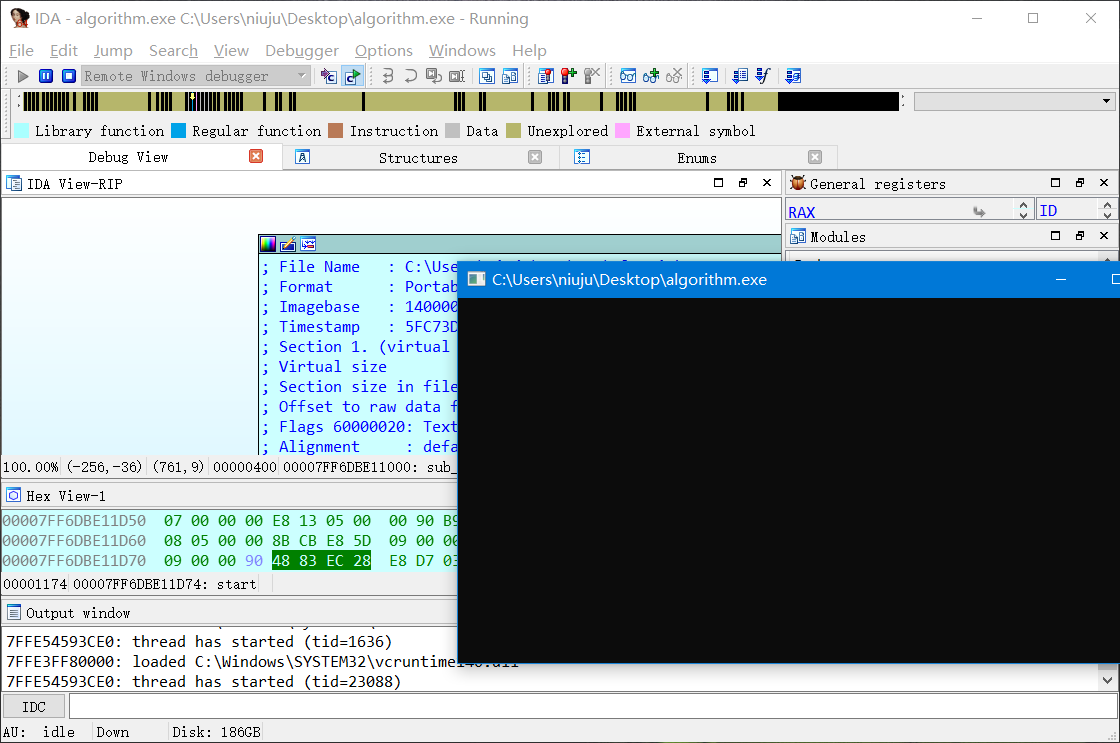 IDA - algorithm.exe C:\Users\niuju\Desktop\algorithm.exe - Running
File Edit Jump Search View Debugger Options Windows Help
Remote Windows debugger
Library function Regular function Instruction Data Unexplored External symbol
Debug View Structures Enums
IDA View-RIP
General registers
RAX ID
Modules
; File Name : C:\Use
; Format : Portab
; Imagebase : 140000
; Timestamp : 5FC73D
; Section 1. (virtual
; Virtual size
; Section size in file
; Offset to raw data f
; Flags 60000020: Text
; Alignment : defa
C:\Users\niuju\Desktop\algorithm.exe
100.00% (-256,-36) (761,9) 00000400 00007FF6DBE11000: sub_
Hex View-1
00007FF6DBE11D50 07 00 00 00 E8 13 05 00 00 90 B9
00007FF6DBE11D60 08 05 00 00 8B CB E8 5D 09 00 00
00007FF6DBE11D70 09 00 00 90 48 83 EC 28 E8 D7 03
00001174 00007FF6DBE11D74: start
Output window
7FFE54593CE0: thread has started (tid=1636)
7FFE3FF80000: loaded C:\Windows\SYSTEM32\vcruntime140.dll
7FFE54593CE0: thread has started (tid=23088)
IDC
AU: idle Down Disk: 186GB